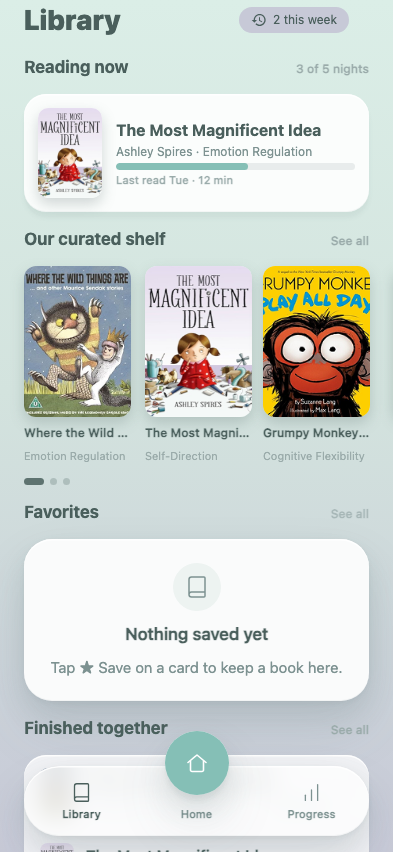 Library
2 this week
Reading now
3 of 5 nights
THE MOST
MAGNIFICENT
IDEA
ASHLEY SPIRES
The Most Magnificent Idea
Ashley Spires · Emotion Regulation
Last read Tue · 12 min
Our curated shelf
See all
WHERE THE WILD THINGS ARE
... and other Maurice Sendak stories
U
THE MOST
MAGNIFICENT
IDEA
ASHLEY SPIRES
GRUMPY MONKE
PLAY ALL DAY
By Suzanne Lang
Illustrated by Max Lang
Where the Wild ...
The Most Magni...
Grumpy Monkey...
Emotion Regulation
Self-Direction
Cognitive Flexibility
Favorites
See all
Nothing saved yet
Tap ★ Save on a card to keep a book here.
Finished together
See all
Library
Home
Progress